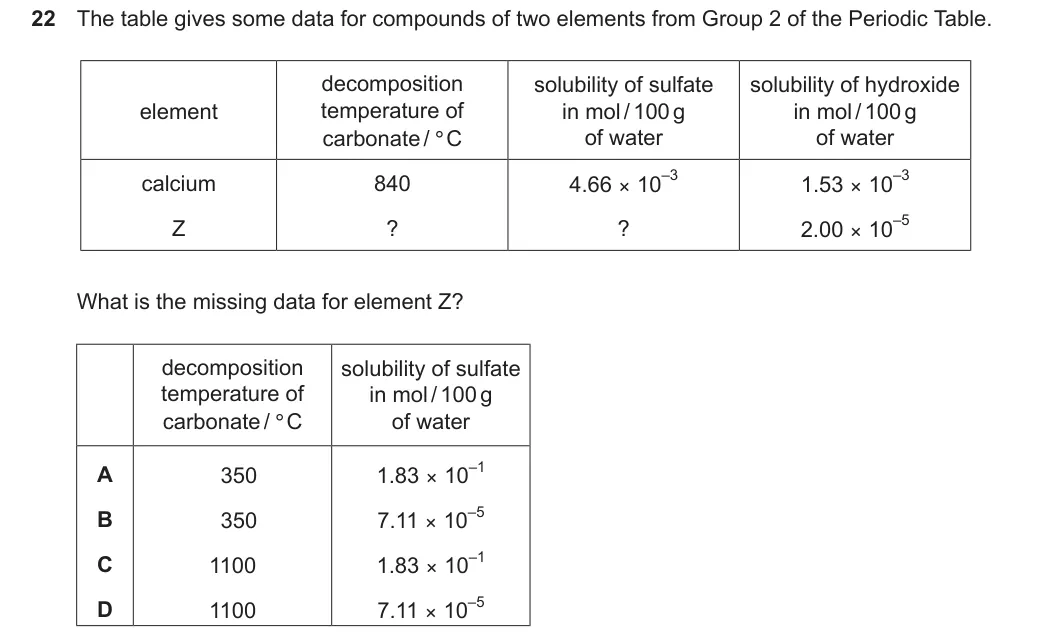 22 The table gives some data for compounds of two elements from Group 2 of the Periodic Table.
element
decomposition
temperature of
carbonate / °C
solubility of sulfate
in mol / 100 g
of water
solubility of hydroxide
in mol / 100 g
of water
calcium 840 4.66 × 10⁻³ 1.53 × 10⁻³
Z ? ? 2.00 × 10⁻⁵
What is the missing data for element Z?
decomposition
temperature of
carbonate / °C
solubility of sulfate
in mol / 100 g
of water
A 350 1.83 × 10⁻¹
B 350 7.11 × 10⁻⁵
C 1100 1.83 × 10⁻¹
D 1100 7.11 × 10⁻⁵